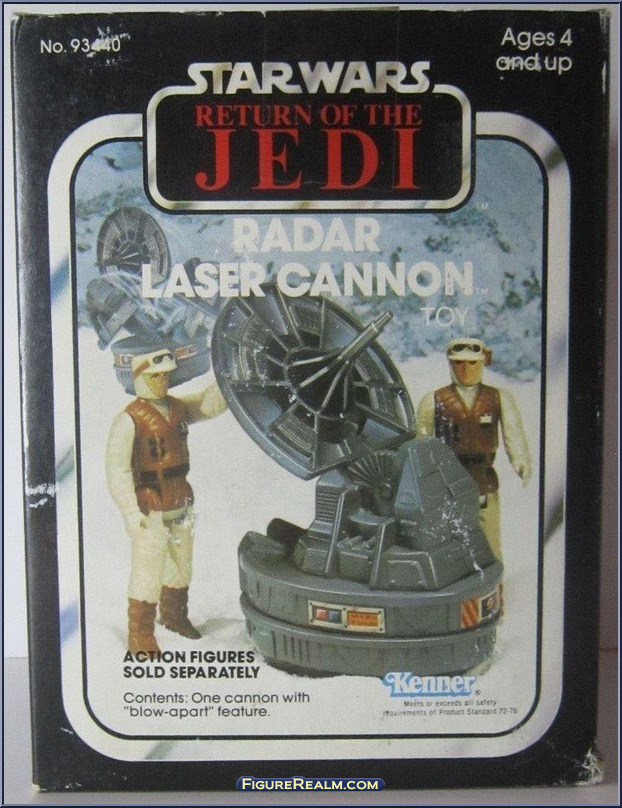 No. 93440
Ages 4
and up
STAR WARS
RETURN OF THE
JEDI
TM
RADAR
LASER CANNON TM
TOY
ACTION FIGURES
SOLD SEPARATELY
Contents: One cannon with
"blow-apart" feature.
Kenner®
Meets or exceeds all safety
requirements of Product Standard 72-76
FIGUREREALM.COM